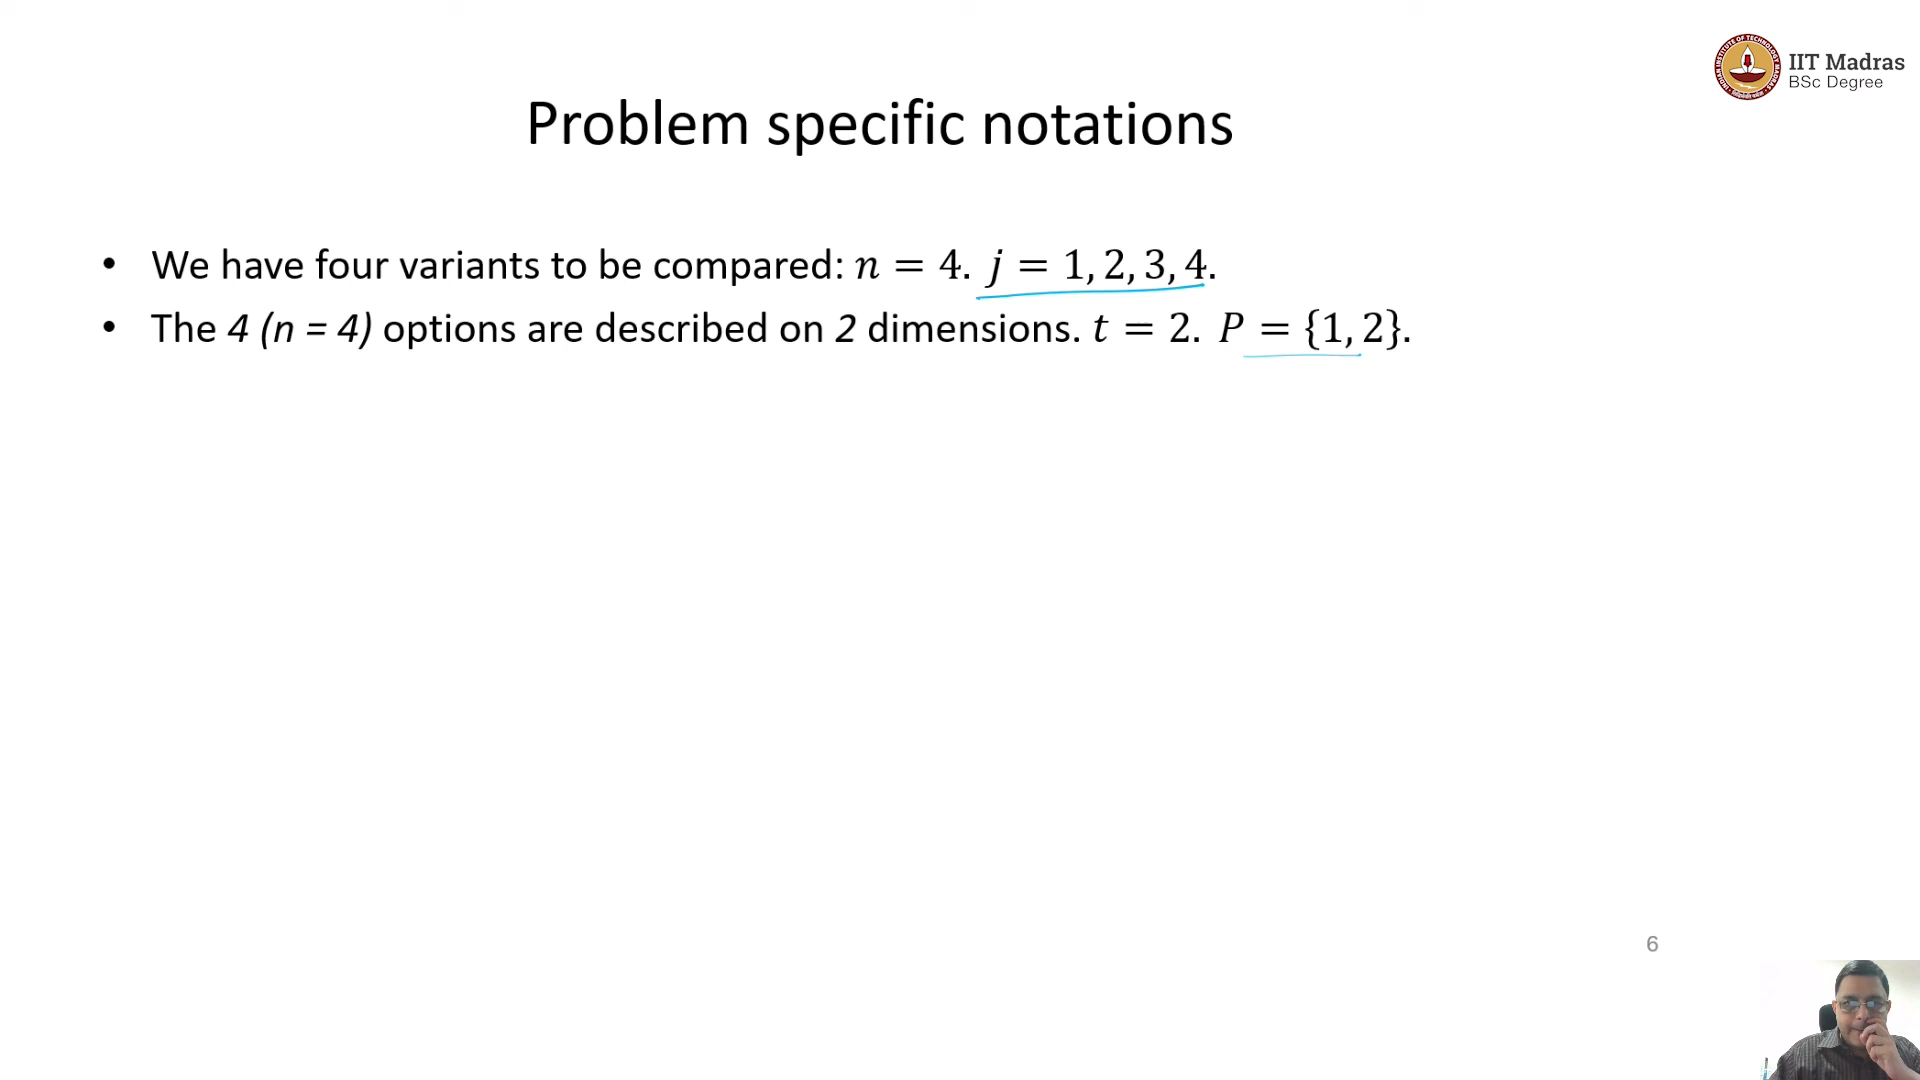 IIT Madras
BSc Degree
Problem specific notations
• We have four variants to be compared: n = 4. j = 1, 2, 3, 4.
• The 4 (n = 4) options are described on 2 dimensions. t = 2. P = {1, 2}.
6